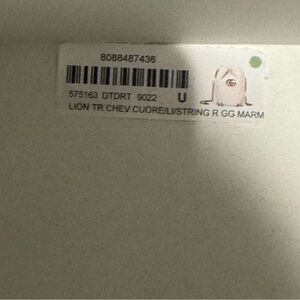 8088487436
575163 DTDRT 9022 U
LION TR.CHEV.CUORE/LI/STRING R GG MARM